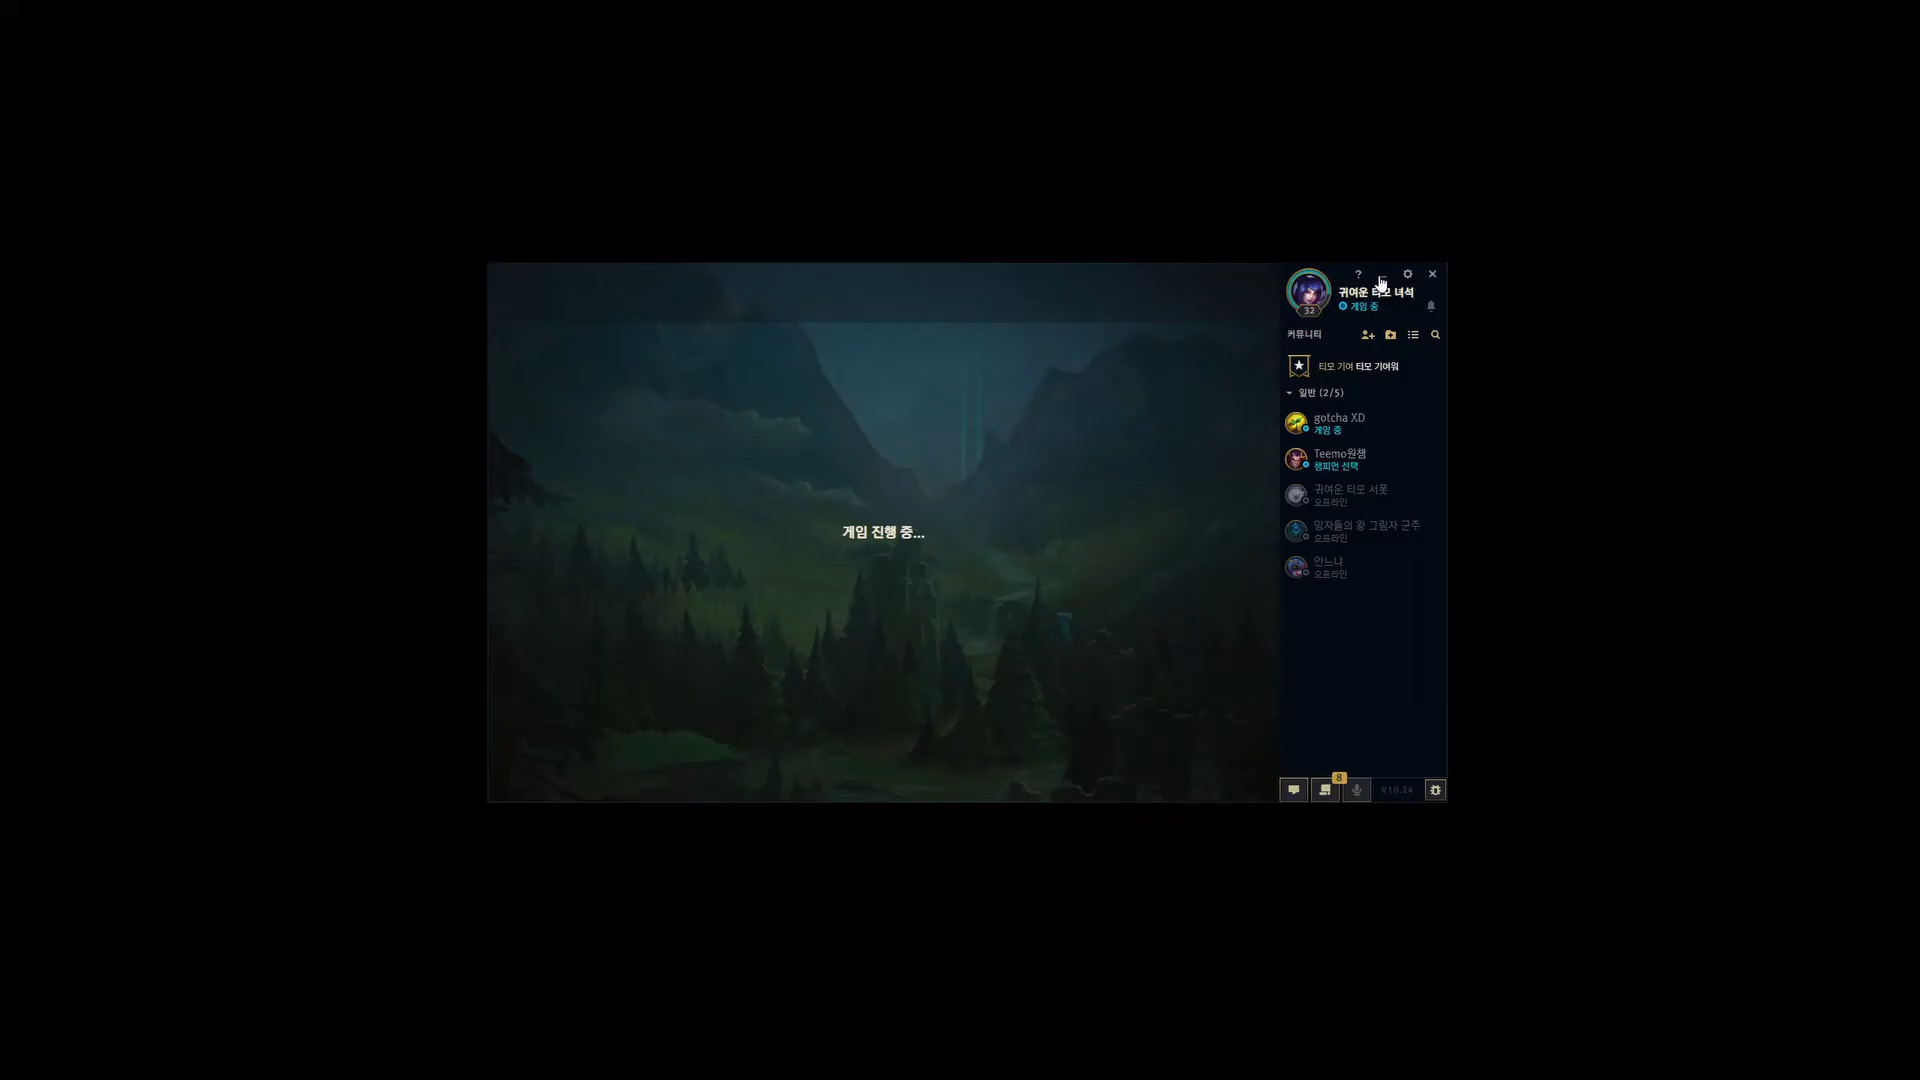 ?
귀여운 티모 녀석
32
게임 중
커뮤니티
티모 기여 티모 기여워
일반 (2/5)
gotcha XD
게임 중
Teemo원챔
챔피언 선택
귀여운 티모 서폿
오프라인
망자들의 왕 그림자 군주
오프라인
안느냐
오프라인
게임 진행 중...
8
V10.24